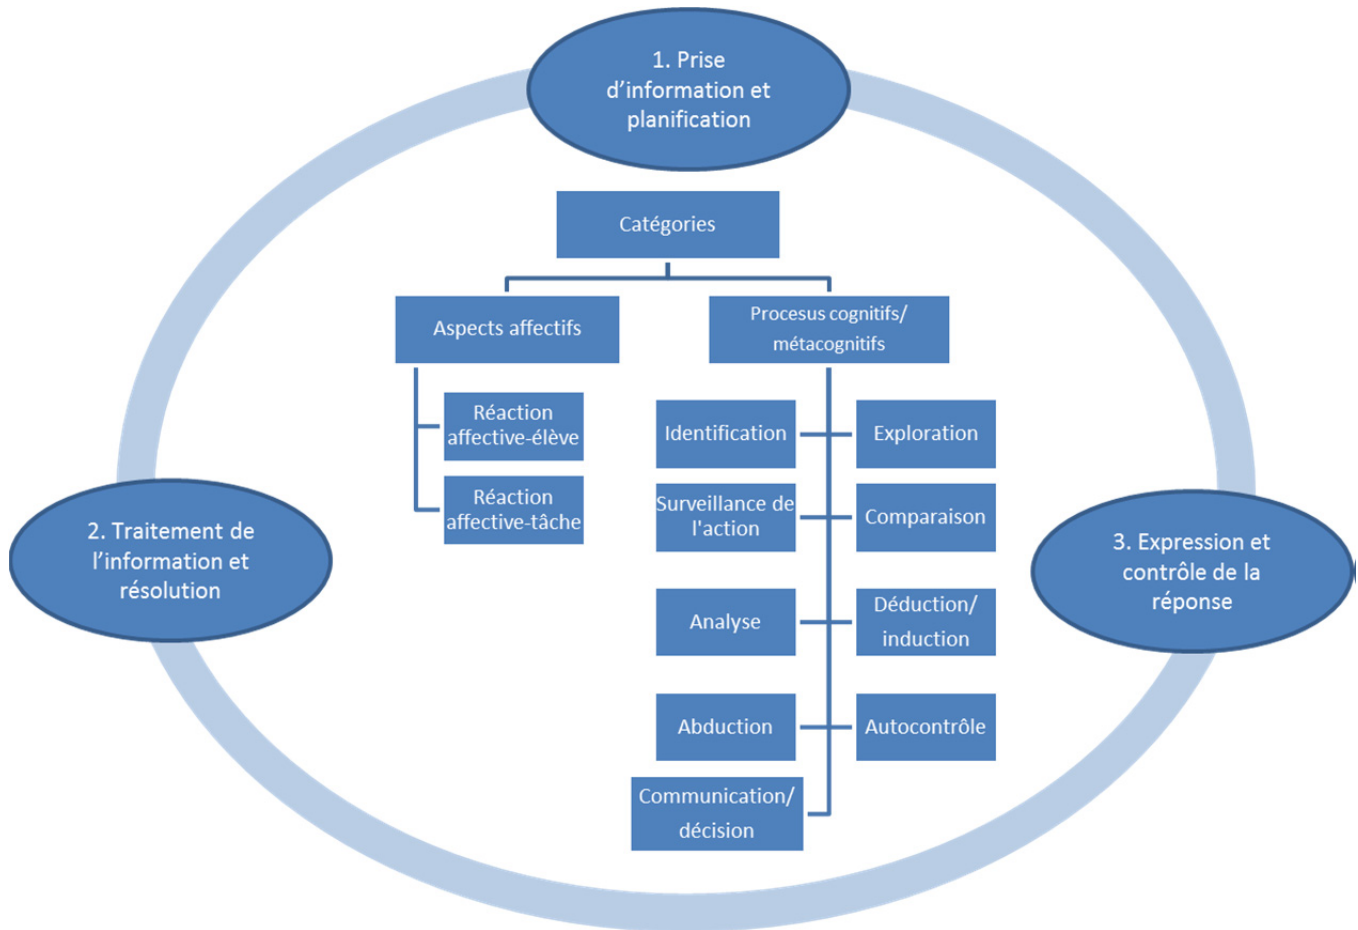 1. Prise
d’information et
planification
Catégories
Aspects affectifs
Procesus cognitifs/
métacognitifs
Réaction
affective-élève
Réaction
affective-tâche
Identification
Exploration
Surveillance de
l'action
Comparaison
Analyse
Déduction/
induction
Abduction
Autocontrôle
Communication/
décision
2. Traitement de
l’information et
résolution
3. Expression et
contrôle de la
réponse